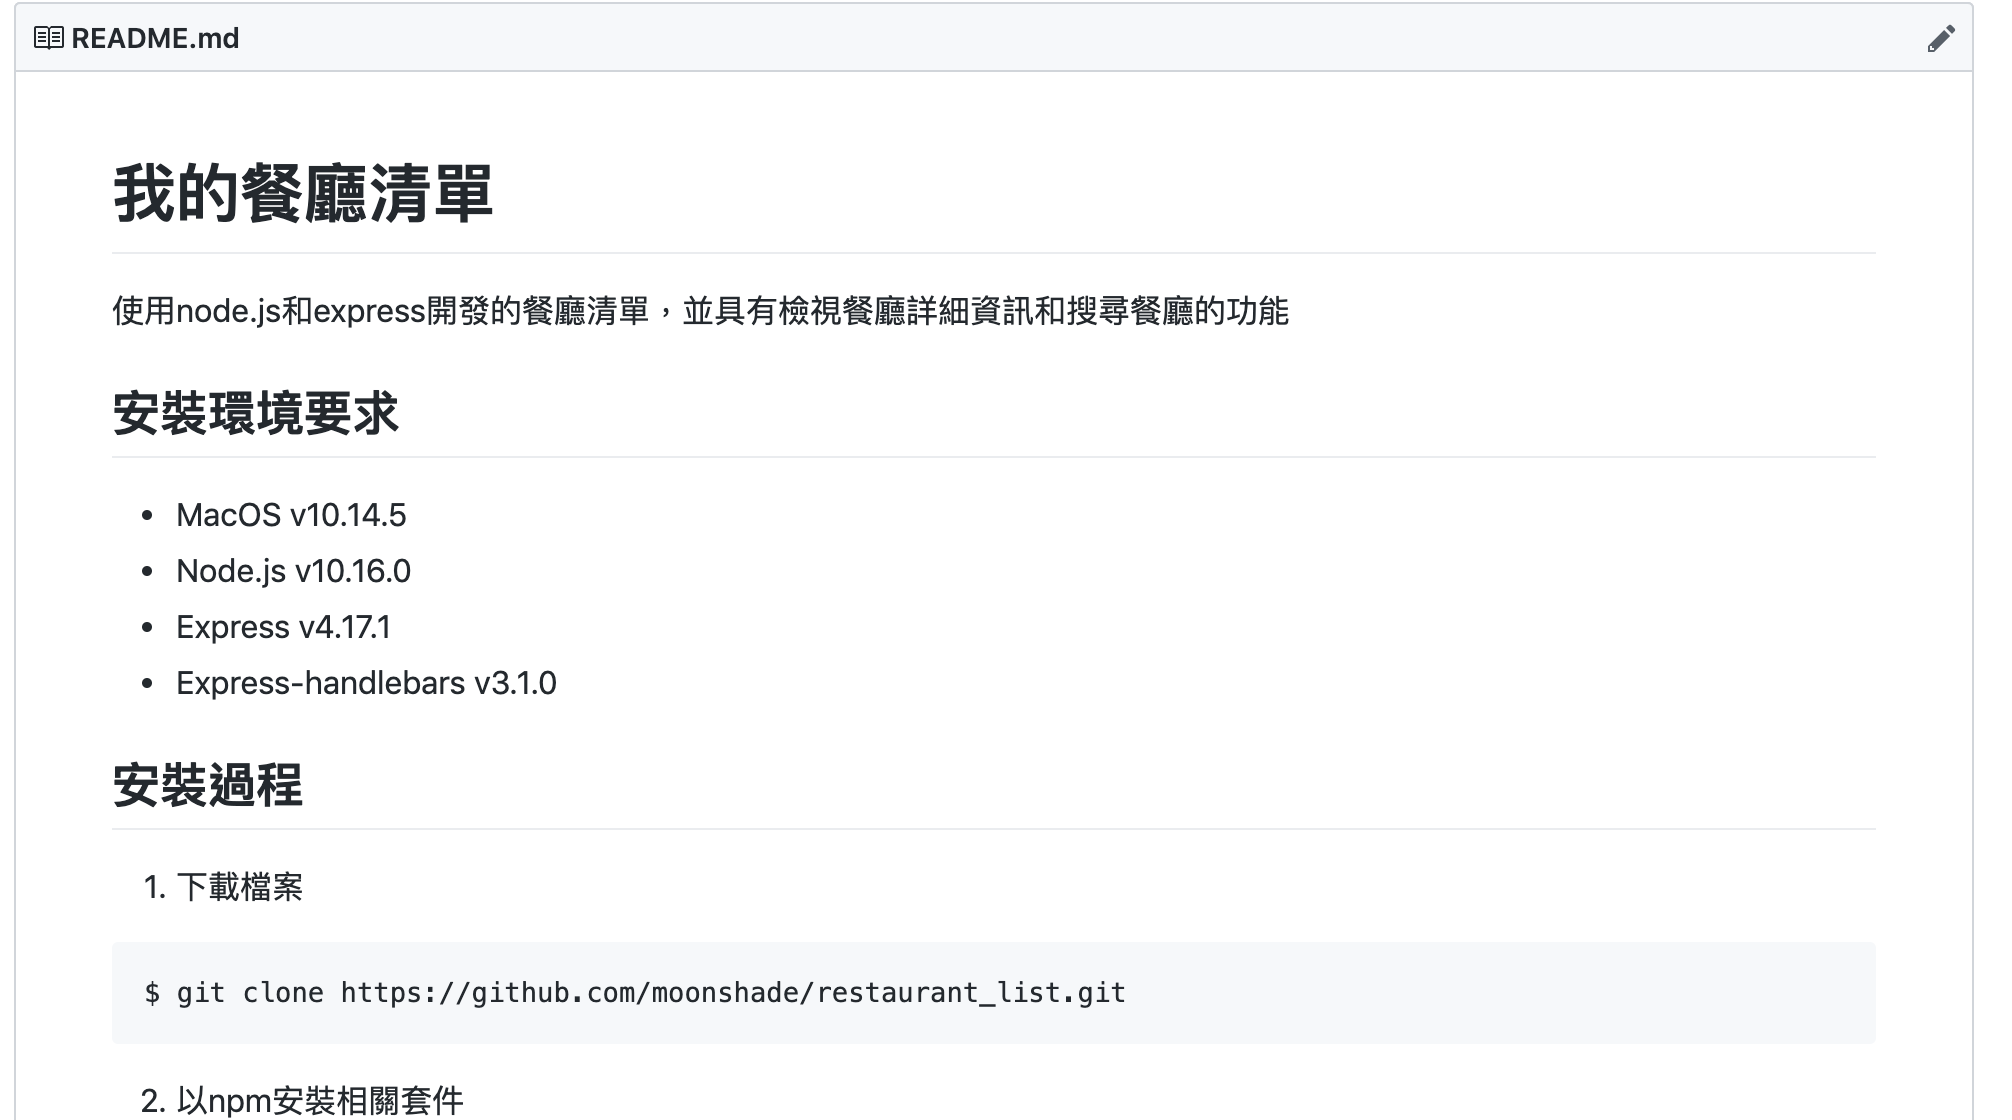 README.md
我的餐廳清單
使用node.js和express開發的餐廳清單，並具有檢視餐廳詳細資訊和搜尋餐廳的功能
安裝環境要求
• MacOS v10.14.5
• Node.js v10.16.0
• Express v4.17.1
• Express-handlebars v3.1.0
安裝過程
1. 下載檔案
$ git clone https://github.com/moonshade/restaurant_list.git
2. 以npm安裝相關套件